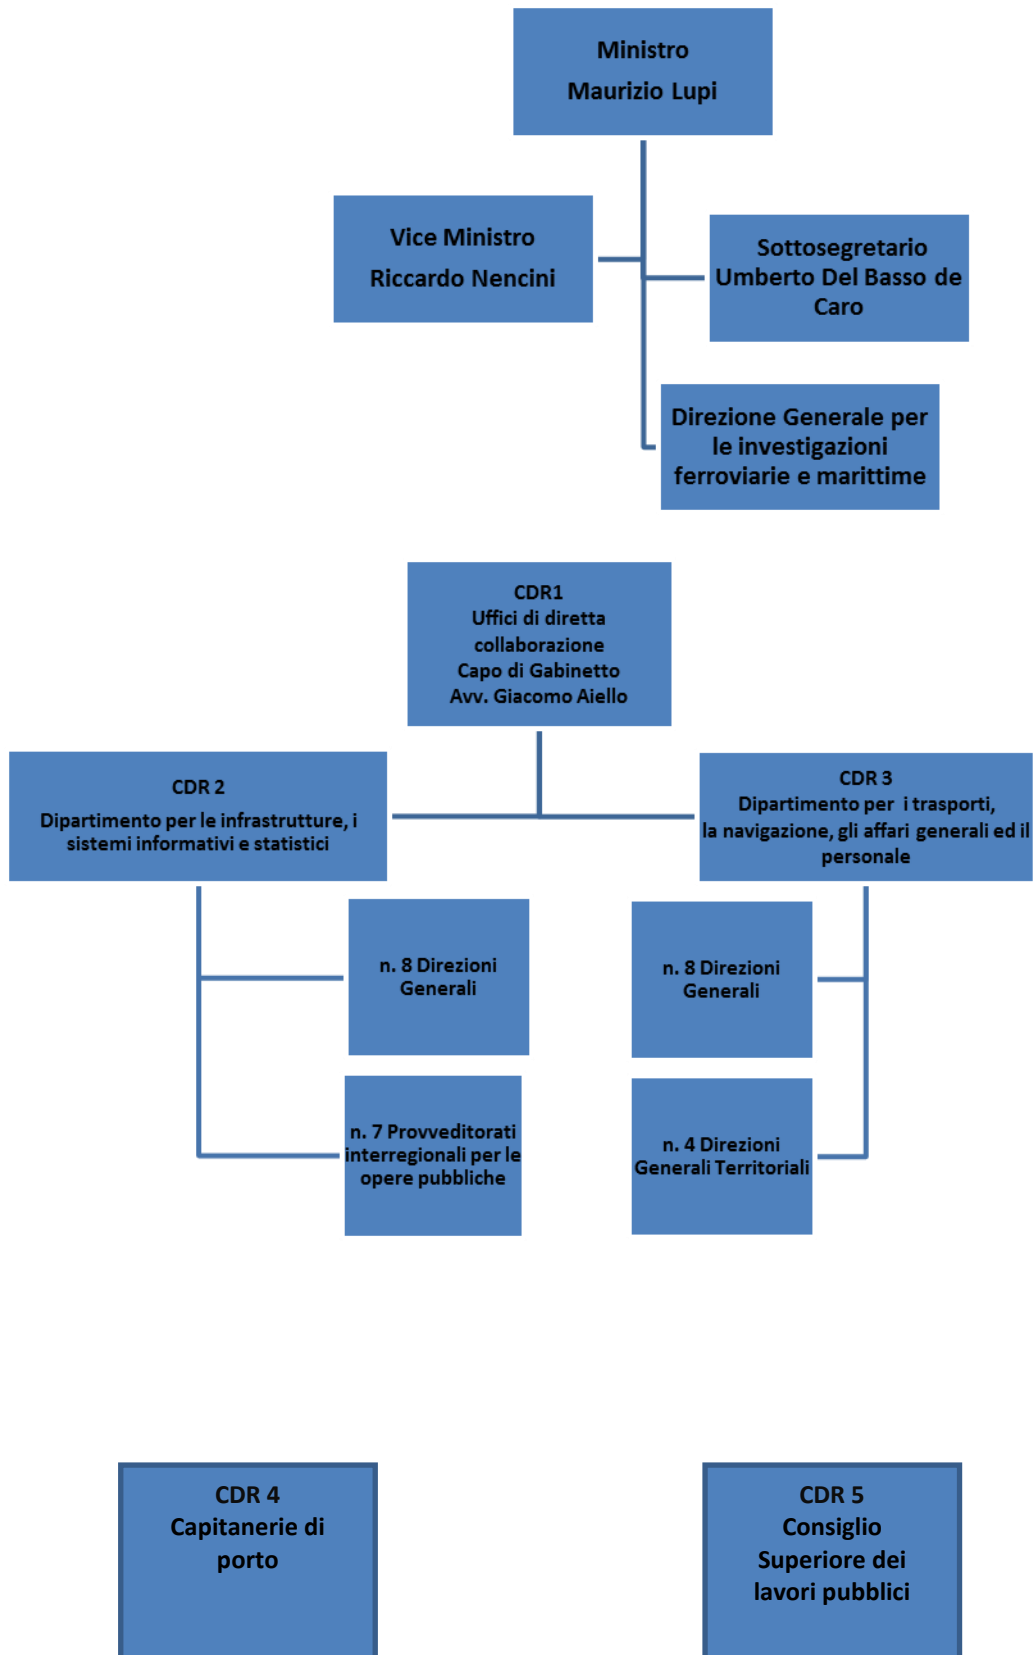 Ministro
Maurizio Lupi
Vice Ministro
Riccardo Nencini
Sottosegretario
Umberto Del Basso de
Caro
Direzione Generale per
le investigazioni
ferroviarie e marittime
CDR1
Uffici di diretta
collaborazione
Capo di Gabinetto
Avv. Giacomo Aiello
CDR 2
Dipartimento per le infrastrutture, i
sistemi informativi e statistici
CDR 3
Dipartimento per i trasporti,
la navigazione, gli affari generali ed il
personale
n. 8 Direzioni
Generali
n. 8 Direzioni
Generali
n. 7 Provveditorati
interregionali per le
opere pubbliche
n. 4 Direzioni
Generali Territoriali
CDR 4
Capitanerie di
porto
CDR 5
Consiglio
Superiore dei
lavori pubblici